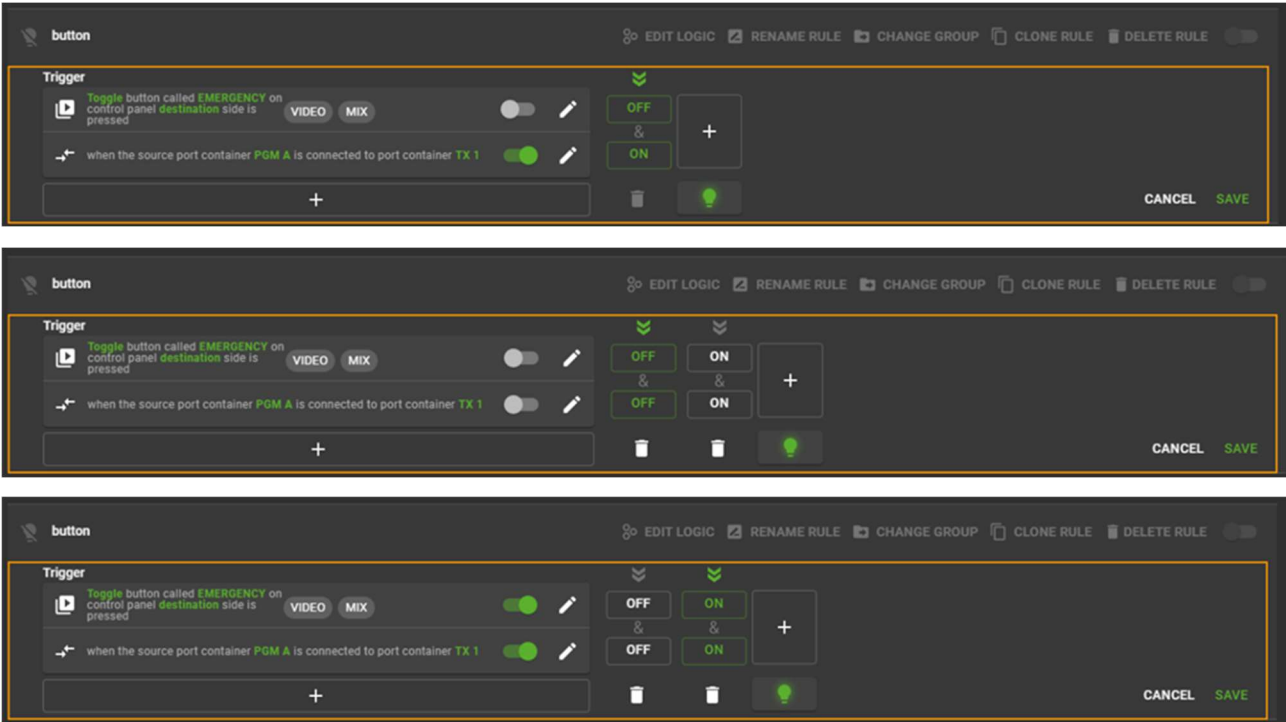 button EDIT LOGIC RENAME RULE CHANGE GROUP CLONE RULE DELETE RULE
Trigger
Toggle button called EMERGENCY on
control panel destination side is
pressed
VIDEO MIX
OFF
&
ON
+
when the source port container PGM A is connected to port container TX 1
+
CANCEL SAVE
button EDIT LOGIC RENAME RULE CHANGE GROUP CLONE RULE DELETE RULE
Trigger
Toggle button called EMERGENCY on
control panel destination side is
pressed
VIDEO MIX
OFF ON
& &
OFF ON
+
when the source port container PGM A is connected to port container TX 1
+
CANCEL SAVE
button EDIT LOGIC RENAME RULE CHANGE GROUP CLONE RULE DELETE RULE
Trigger
Toggle button called EMERGENCY on
control panel destination side is
pressed
VIDEO MIX
OFF ON
& &
OFF ON
+
when the source port container PGM A is connected to port container TX 1
+
CANCEL SAVE